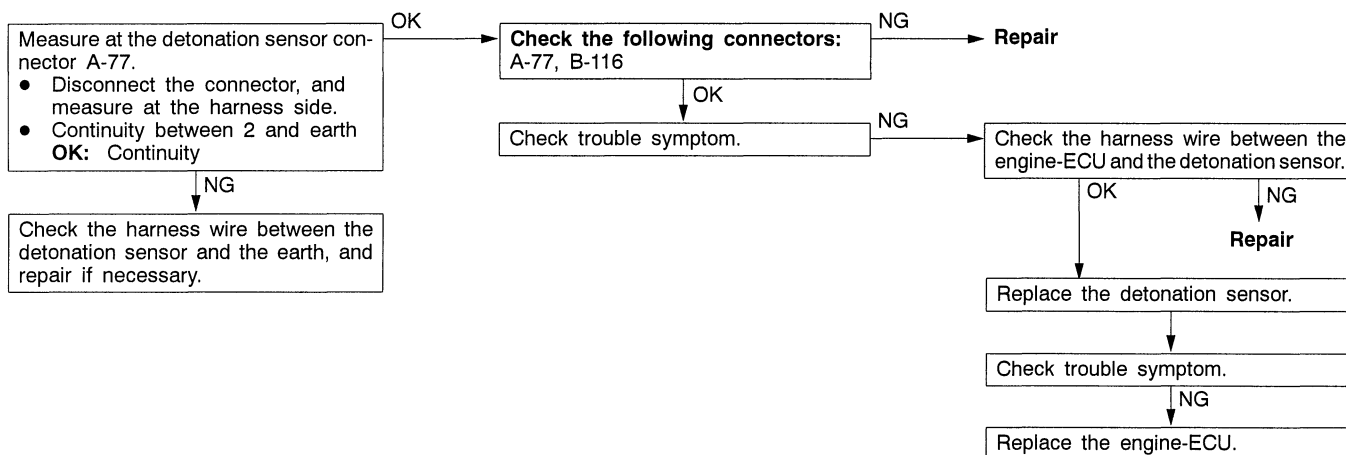 Measure at the detonation sensor con-
nector A-77.
● Disconnect the connector, and
measure at the harness side.
● Continuity between 2 and earth
OK: Continuity
OK
NG
Check the harness wire between the
detonation sensor and the earth, and
repair if necessary.
Check the following connectors:
A-77, B-116
NG
Repair
OK
Check trouble symptom.
NG
Check the harness wire between the
engine-ECU and the detonation sensor.
OK
NG
Repair
Replace the detonation sensor.
Check trouble symptom.
NG
Replace the engine-ECU.